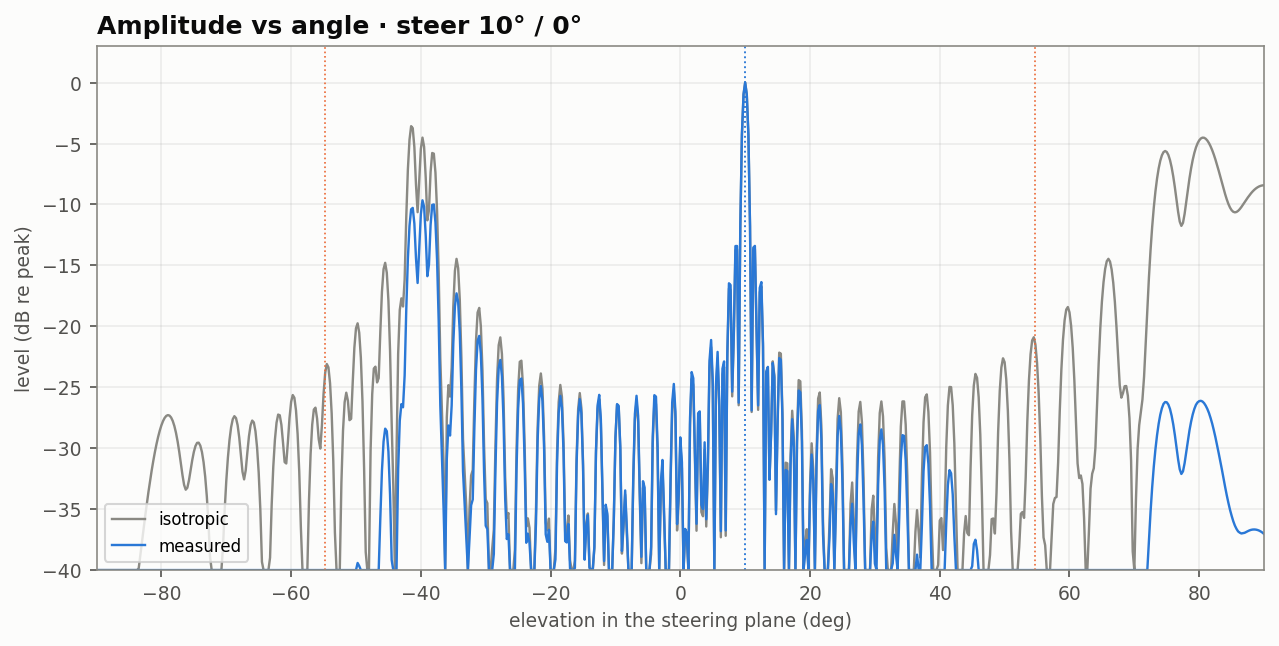 Amplitude vs angle · steer 10° / 0°
level (dB re peak)
0
−5
−10
−15
−20
−25
−30
−35
−40
isotropic
measured
−80 −60 −40 −20 0 20 40 60 80
elevation in the steering plane (deg)